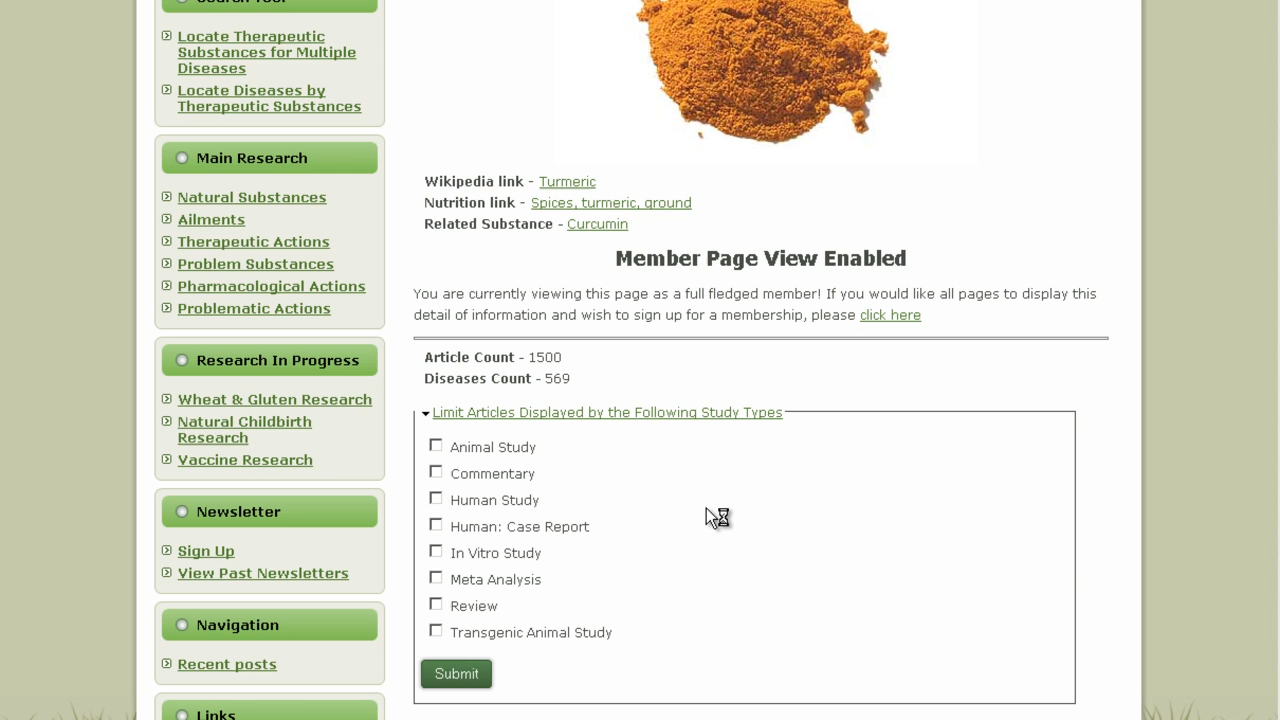 Search Tool
Locate Therapeutic
Substances for Multiple
Diseases
Locate Diseases by
Therapeutic Substances
Main Research
Natural Substances
Ailments
Therapeutic Actions
Problem Substances
Pharmacological Actions
Problematic Actions
Research In Progress
Wheat & Gluten Research
Natural Childbirth
Research
Vaccine Research
Newsletter
Sign Up
View Past Newsletters
Navigation
Recent posts
Links
Wikipedia link - Turmeric
Nutrition link - Spices, turmeric, ground
Related Substance - Curcumin
Member Page View Enabled
You are currently viewing this page as a full fledged member! If you would like all pages to display this
detail of information and wish to sign up for a membership, please click here
Article Count - 1500
Diseases Count - 569
Limit Articles Displayed by the Following Study Types
Animal Study
Commentary
Human Study
Human: Case Report
In Vitro Study
Meta Analysis
Review
Transgenic Animal Study
Submit